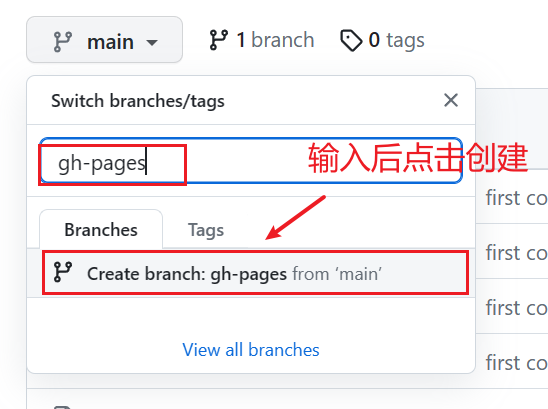 main 1 branch 0 tags
Switch branches/tags
gh-pages
输入后点击创建
first co
Branches Tags
first co
Create branch: gh-pages from ‘main’
first co
View all branches
first co